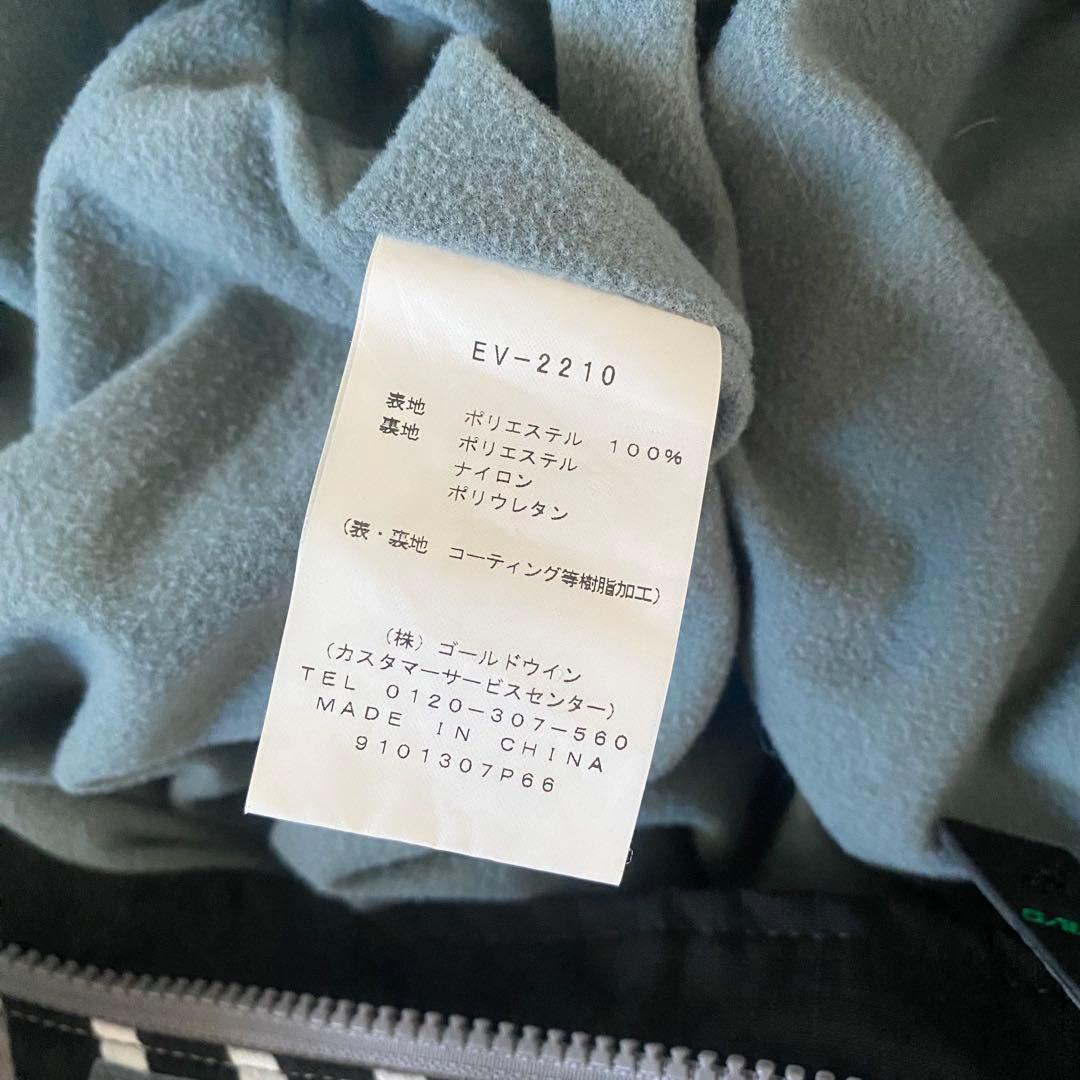 EV-2210
表地 ポリエステル 100%
裏地 ポリエステル
ナイロン
ポリウレタン
(表・裏地 コーティング等樹脂加工)
(株)ゴールドウイン
(カスタマーサービスセンター)
TEL 0120-307-560
MADE IN CHINA
9101307P66